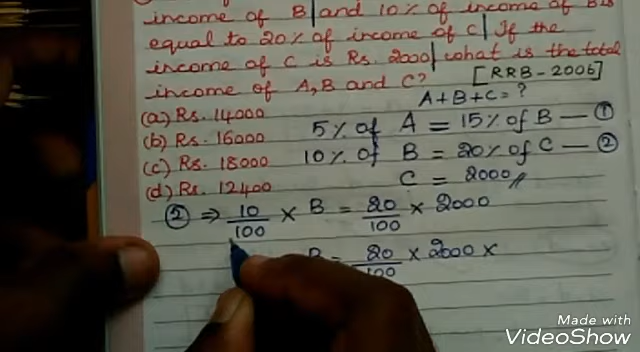 income of B| and 10% of income of B is
equal to 20% of income of C| If the
income of C is Rs. 2000| what is the total
income of A, B and C? [RRB-2006]
A+B+C=?
(a) Rs. 14000
(b) Rs. 16000
(c) Rs. 18000
(d) Rs. 12400
5% of A = 15% of B — ①
10% of B = 20% of C — ②
C = 2000//
② ⇒ 10/100 × B = 20/100 × 2000
B = 20/100 × 2000 ×
Made with
VideoShow